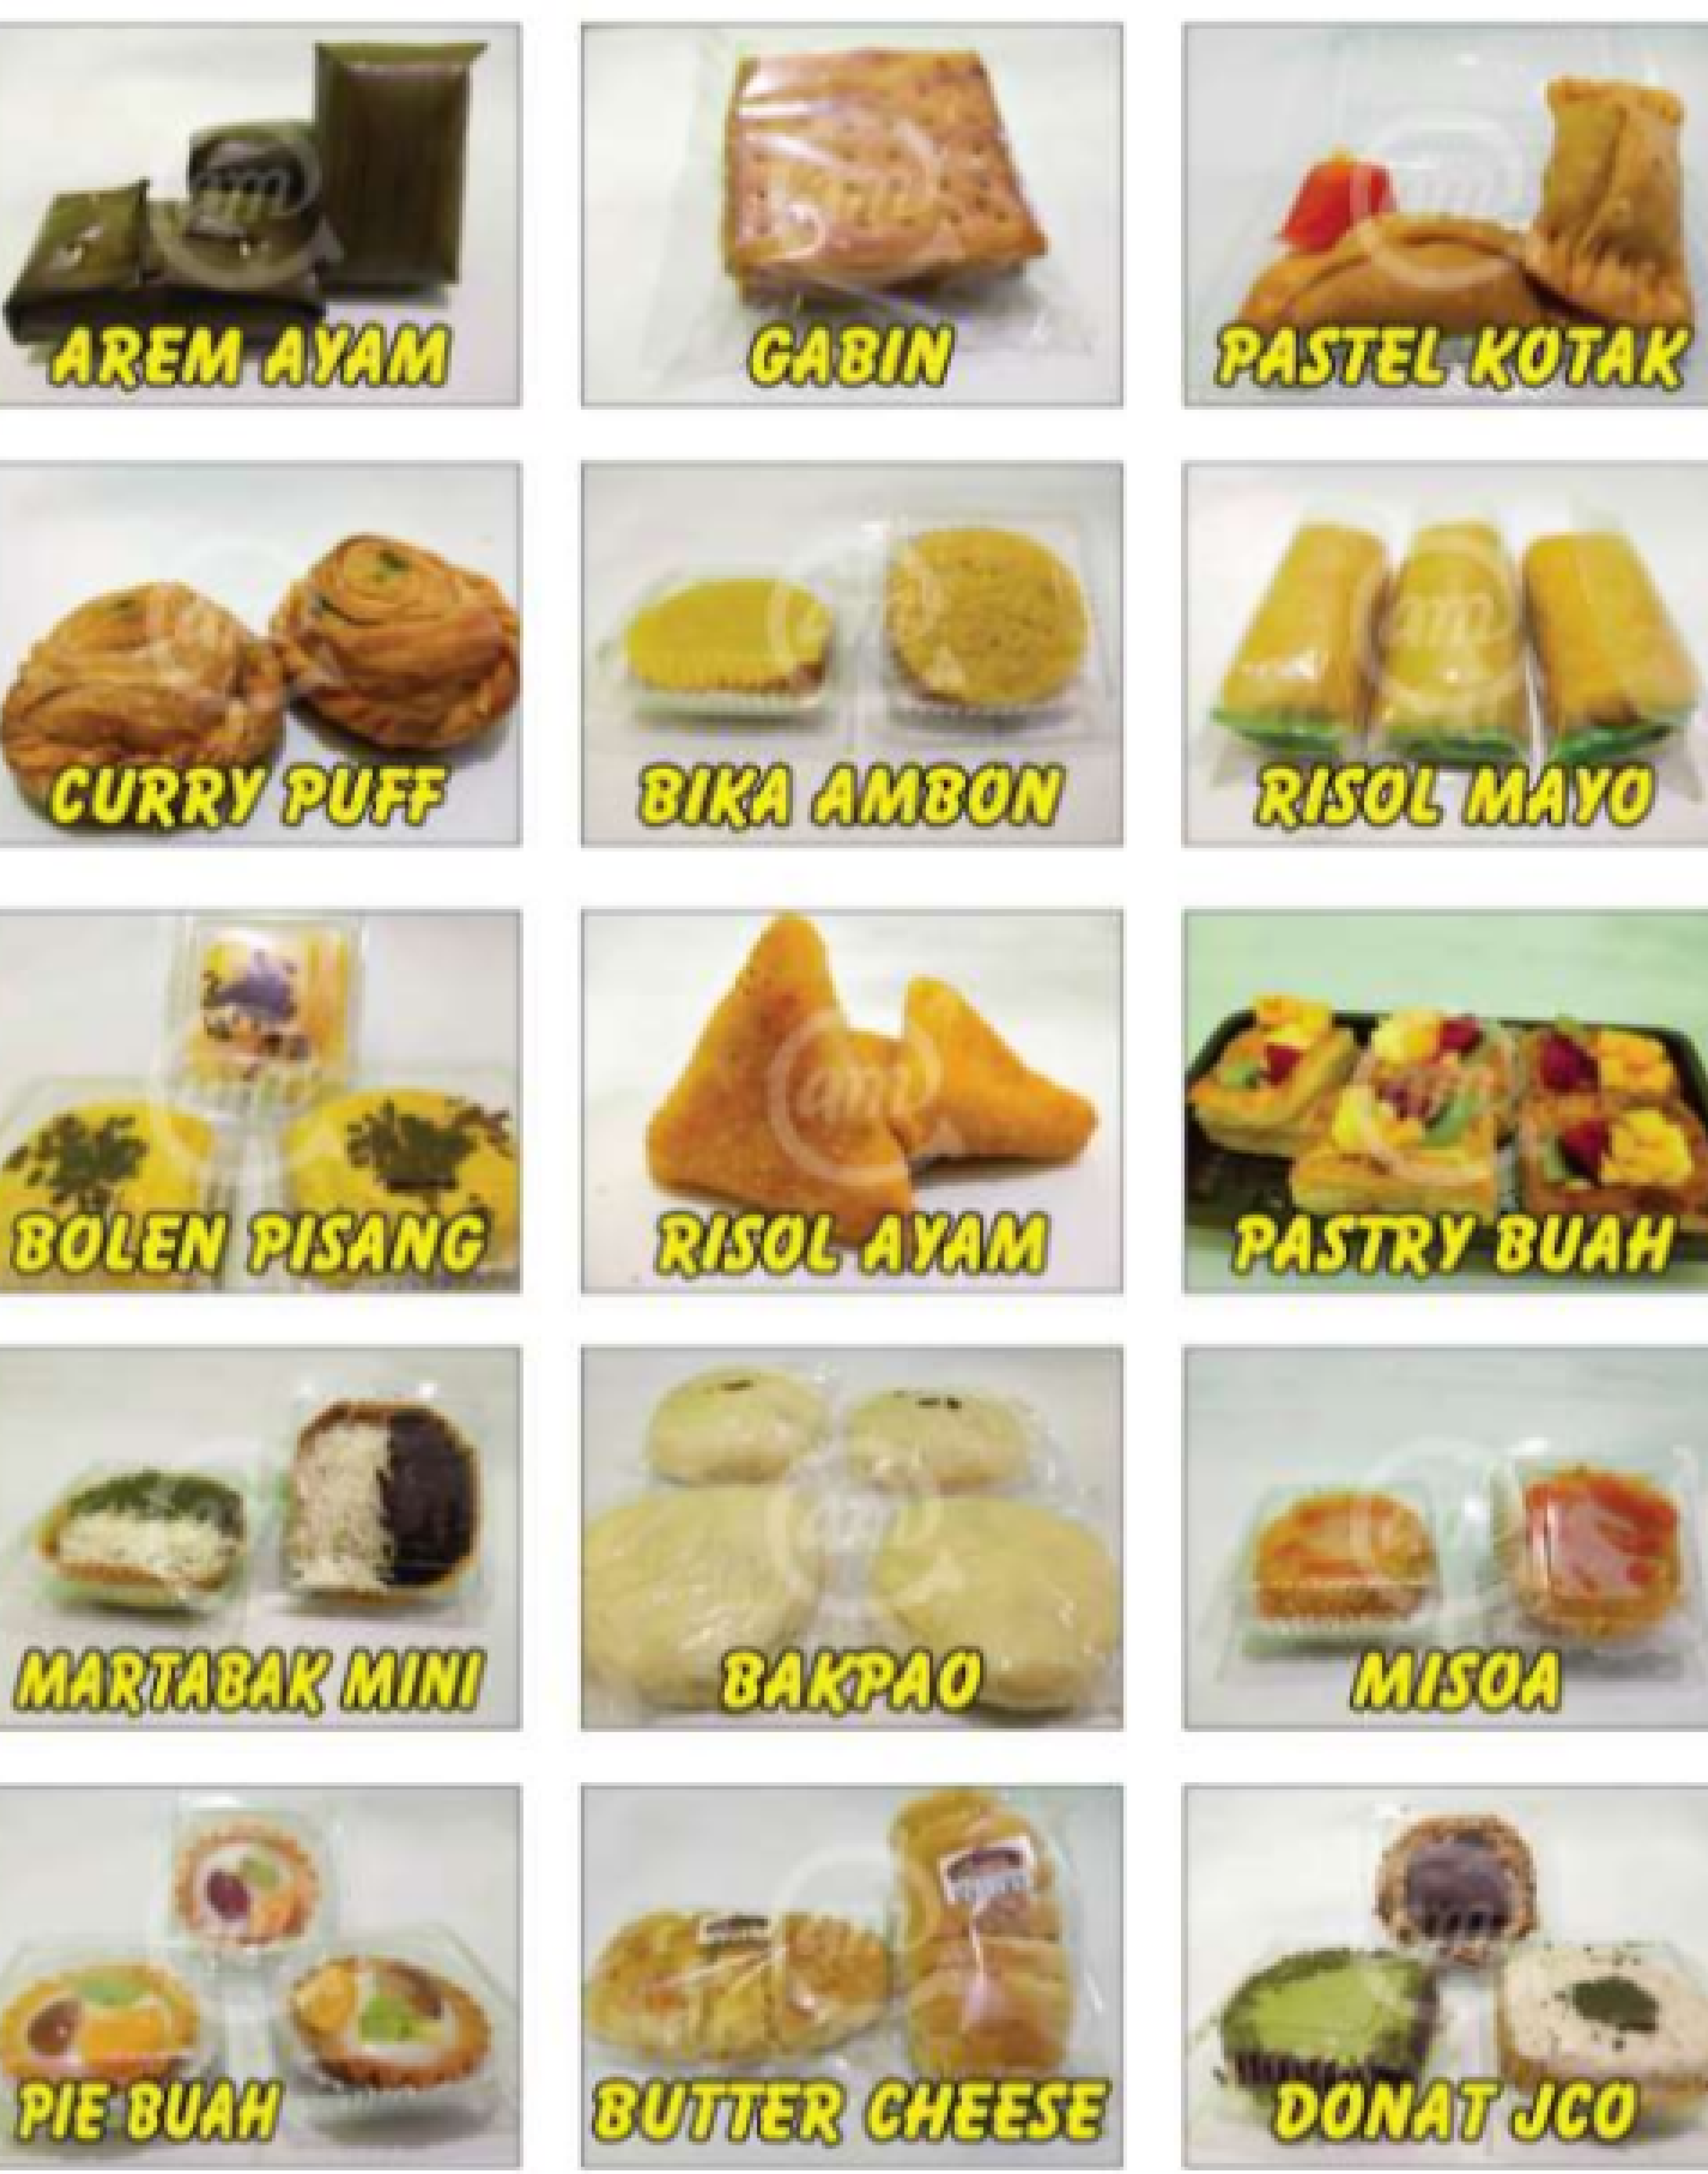 AREM AYAM
GABIN
PASTEL KOTAK
CURRY PUFF
BIKA AMBON
RISOL MAYO
BOLEN PISANG
RISOL AYAM
PASTRY BUAH
MARTABAK MINI
BAKPAO
MISOA
PIE BUAH
BUTTER CHEESE
DONAT JCO